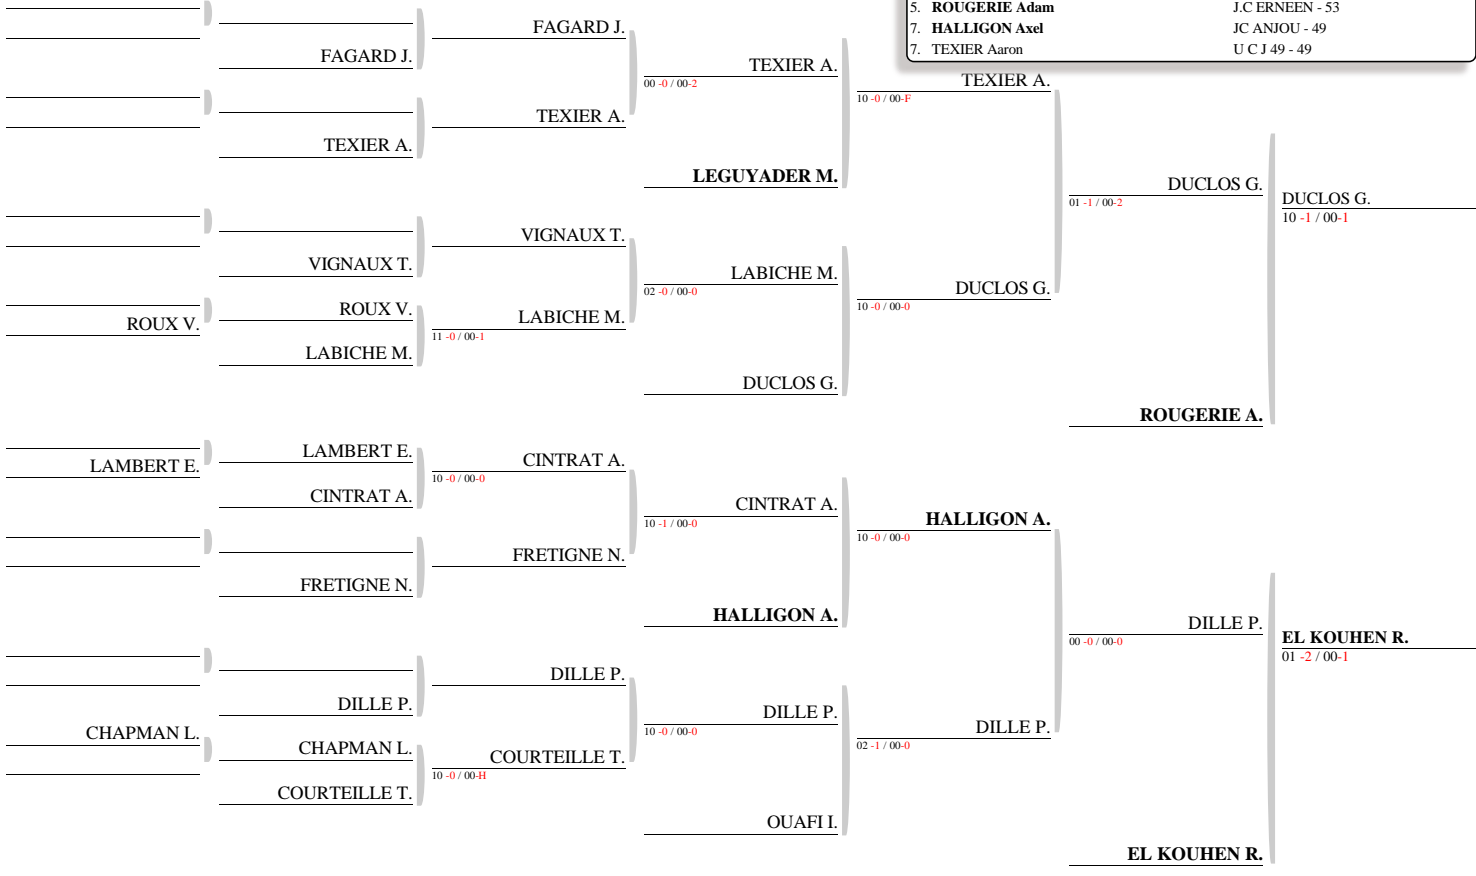 5. ROUGERIE Adam J.C ERNEEN - 53
7. HALLIGON Axel JC ANJOU - 49
7. TEXIER Aaron U C J 49 - 49
FAGARD J.
FAGARD J.
TEXIER A.
00 -0 / 00-2
TEXIER A.
10 -0 / 00-F
TEXIER A.
TEXIER A.
LEGUYADER M.
DUCLOS G.
01 -1 / 00-2
DUCLOS G.
10 -1 / 00-1
VIGNAUX T.
VIGNAUX T.
LABICHE M.
02 -0 / 00-0
DUCLOS G.
10 -0 / 00-0
ROUX V.
ROUX V.
LABICHE M.
11 -0 / 00-1
LABICHE M.
DUCLOS G.
ROUGERIE A.
LAMBERT E.
LAMBERT E.
CINTRAT A.
10 -0 / 00-0
CINTRAT A.
CINTRAT A.
10 -1 / 00-0
HALLIGON A.
10 -0 / 00-0
FRETIGNE N.
FRETIGNE N.
HALLIGON A.
DILLE P.
00 -0 / 00-0
EL KOUHEN R.
01 -2 / 00-1
DILLE P.
DILLE P.
DILLE P.
10 -0 / 00-0
DILLE P.
02 -1 / 00-0
CHAPMAN L.
CHAPMAN L.
COURTEILLE T.
10 -0 / 00-H
COURTEILLE T.
OUAFI I.
EL KOUHEN R.